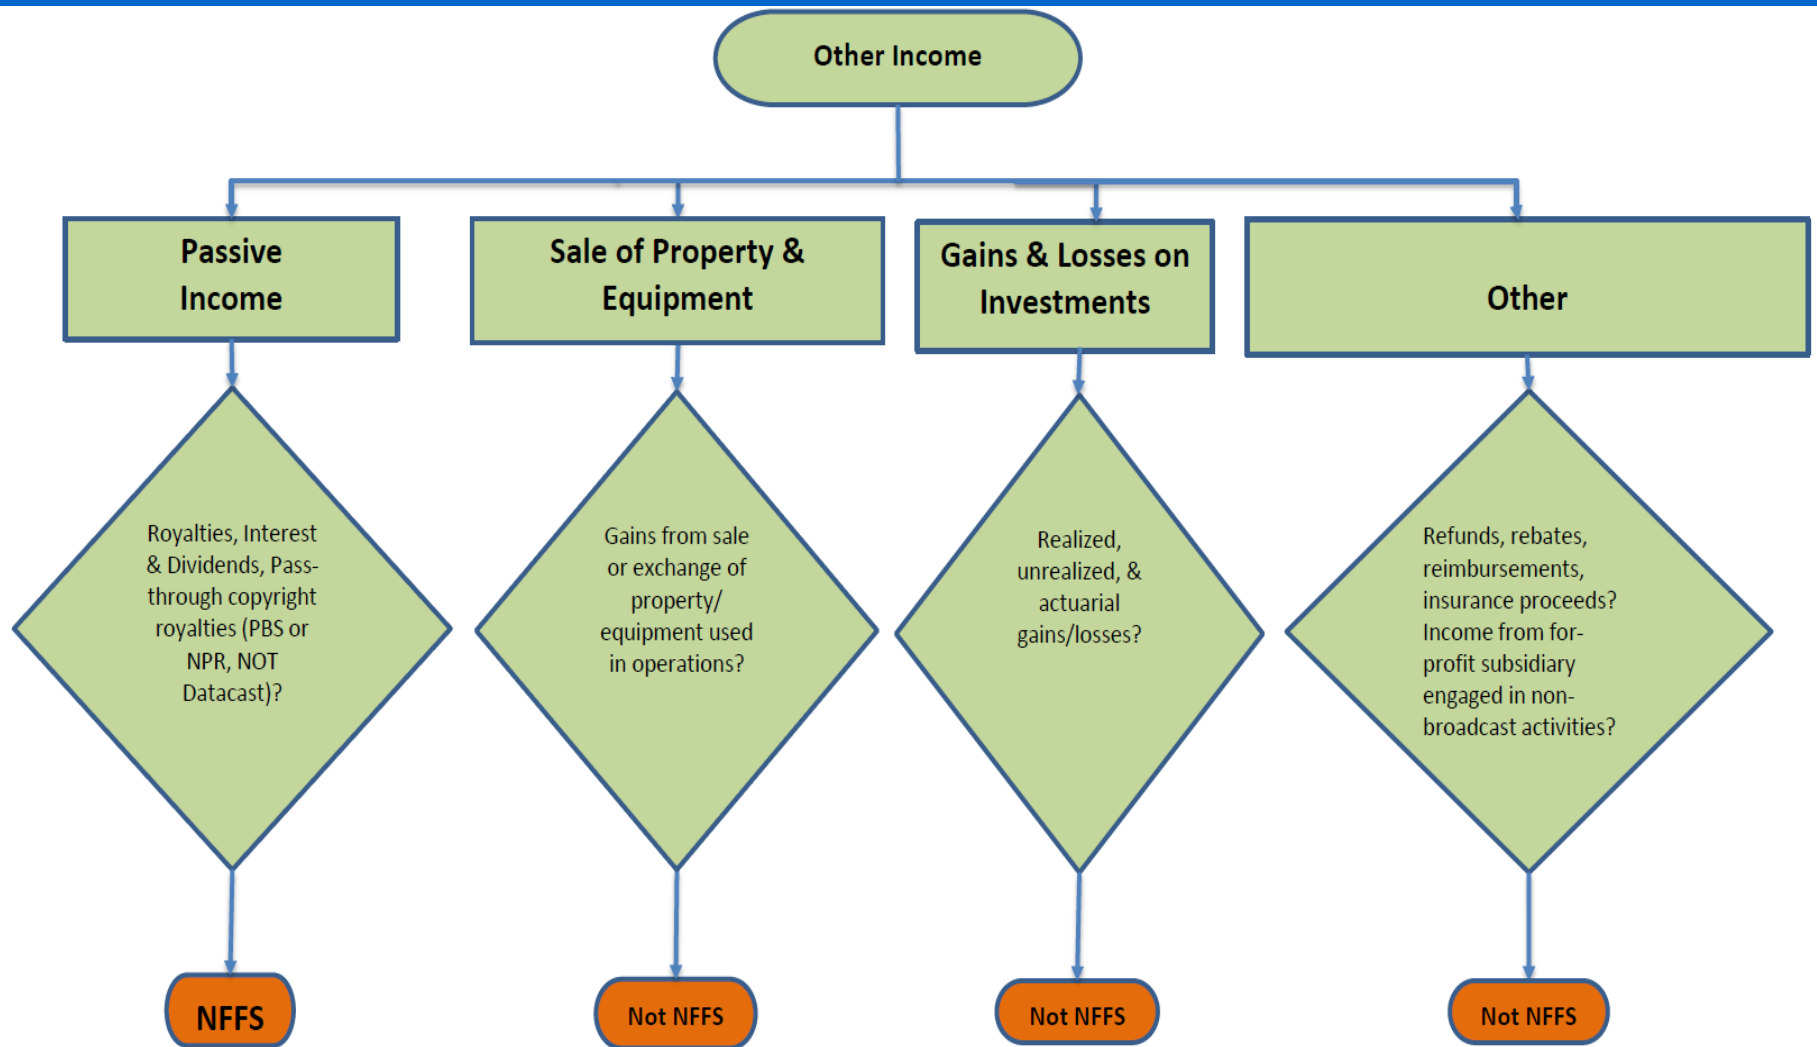 Other Income
Passive
Income
Sale of Property &
Equipment
Gains & Losses on
Investments
Other
Royalties, Interest
& Dividends, Pass-
through copyright
royalties (PBS or
NPR, NOT
Datacast)?
Gains from sale
or exchange of
property/
equipment used
in operations?
Realized,
unrealized, &
actuarial
gains/losses?
Refunds, rebates,
reimbursements,
insurance proceeds?
Income from for-
profit subsidiary
engaged in non-
broadcast activities?
NFFS
Not NFFS
Not NFFS
Not NFFS